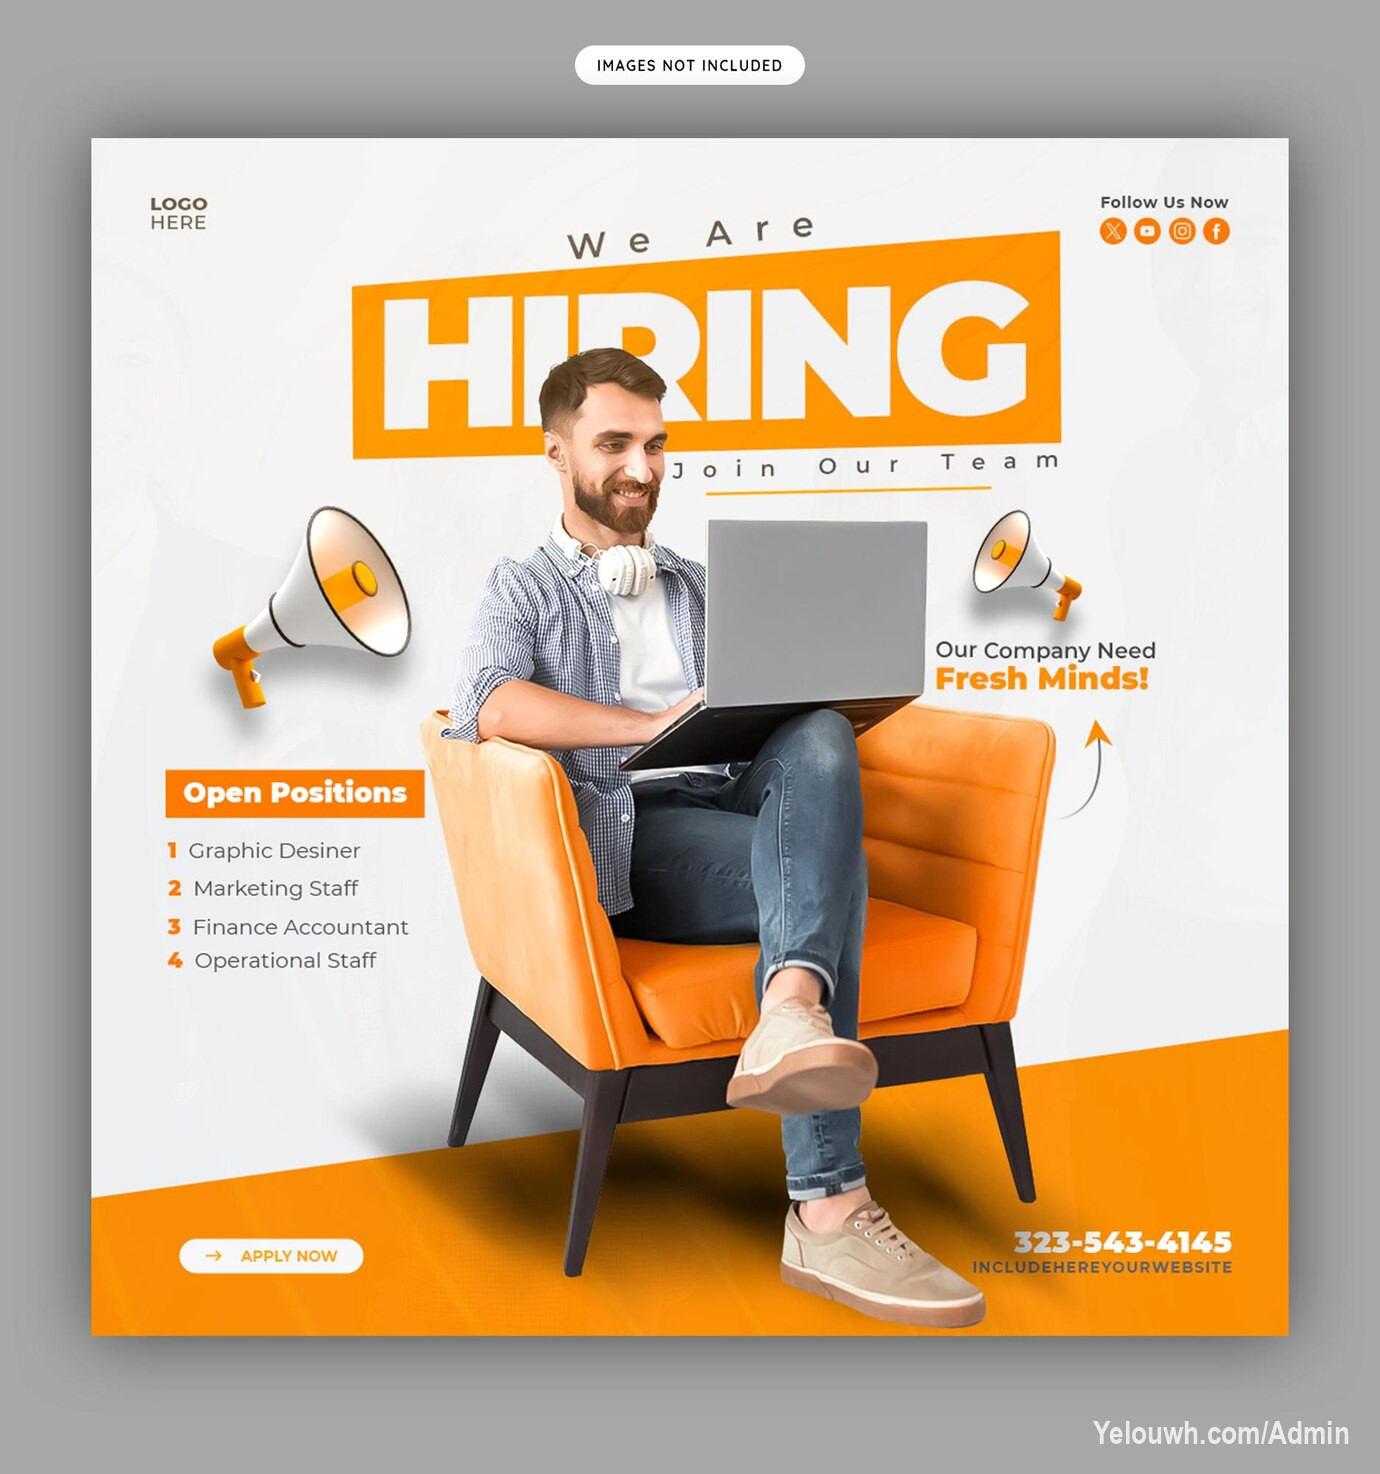 IMAGES NOT INCLUDED
LOGO
HERE
Follow Us Now
We Are
HIRING
Join Our Team
Our Company Need
Fresh Minds!
Open Positions
1 Graphic Desiner
2 Marketing Staff
3 Finance Accountant
4 Operational Staff
→ APPLY NOW
323-543-4145
INCLUDEHEREYOURWEBSITE
Yelouwh.com/Admin